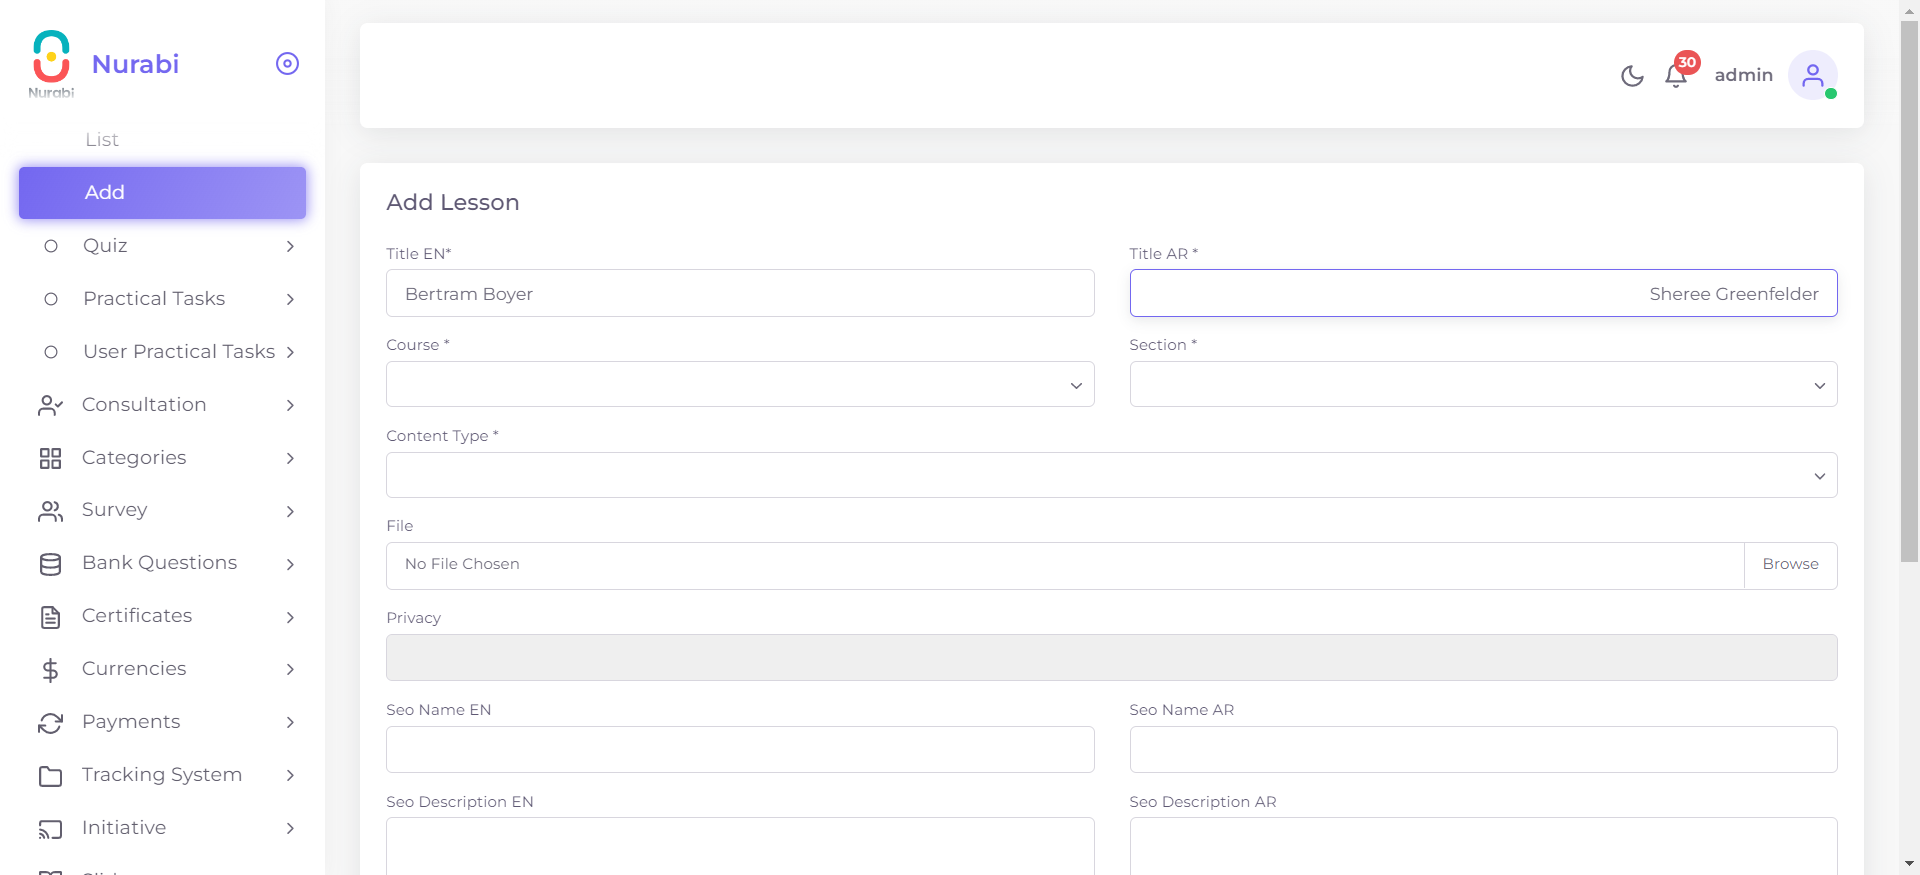 Nurabi
Nurabi
List
Add
Quiz
Practical Tasks
User Practical Tasks
Consultation
Categories
Survey
Bank Questions
Certificates
Currencies
Payments
Tracking System
Initiative
30
admin
Add Lesson
Title EN*
Title AR *
Bertram Boyer
Sheree Greenfelder
Course *
Section *
Content Type *
File
No File Chosen
Browse
Privacy
Seo Name EN
Seo Name AR
Seo Description EN
Seo Description AR